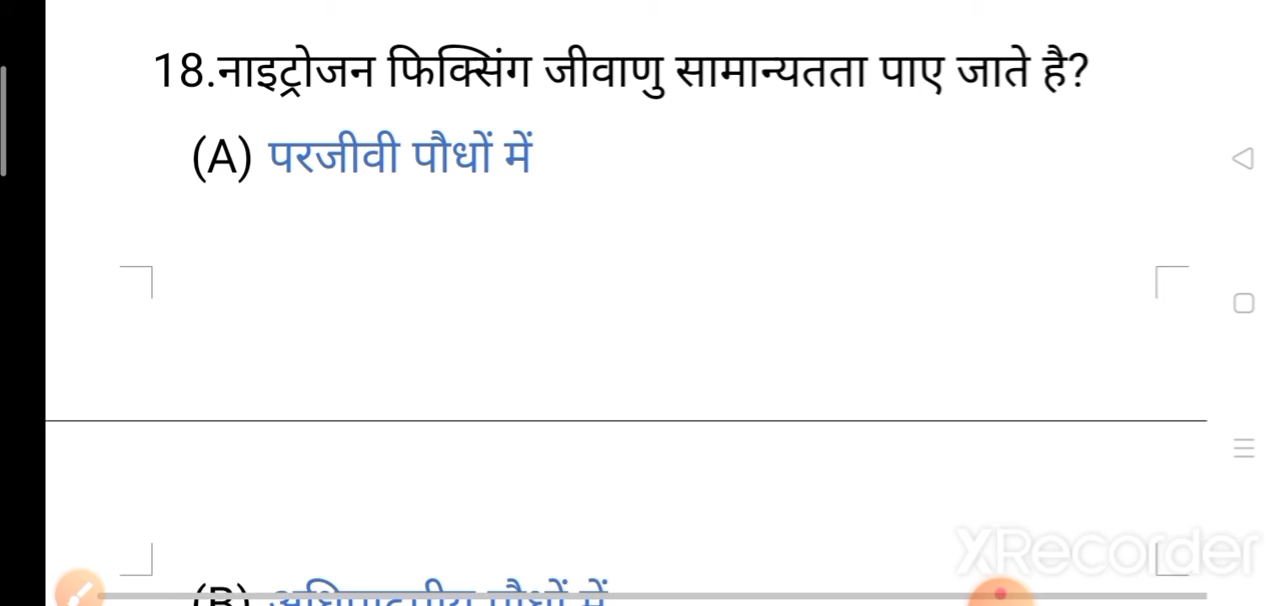 18.नाइट्रोजन फिक्सिंग जीवाणु सामान्यतता पाए जाते है?
(A) परजीवी पौधों में
(B) पौधों में
XRecorder